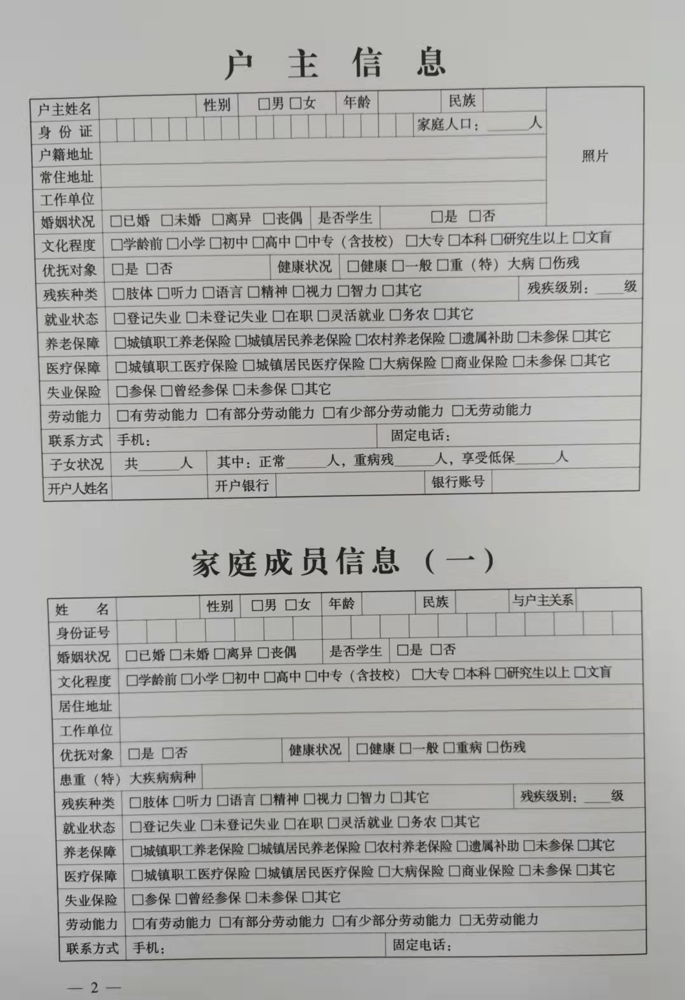 户主信息
户主姓名 性别 □男 □女 年龄 民族
身份证 家庭人口：______人
照片
户籍地址
常住地址
工作单位
婚姻状况 □已婚 □未婚 □离异 □丧偶 是否学生 □是 □否
文化程度 □学龄前 □小学 □初中 □高中 □中专（含技校） □大专 □本科 □研究生以上 □文盲
优抚对象 □是 □否 健康状况 □健康 □一般 □重（特）大病 □伤残
残疾种类 □肢体 □听力 □语言 □精神 □视力 □智力 □其它 残疾级别：____级
就业状态 □登记失业 □未登记失业 □在职 □灵活就业 □务农 □其它
养老保障 □城镇职工养老保险 □城镇居民养老保险 □农村养老保险 □遗属补助 □未参保 □其它
医疗保障 □城镇职工医疗保险 □城镇居民医疗保险 □大病保险 □商业保险 □未参保 □其它
失业保险 □参保 □曾经参保 □未参保 □其它
劳动能力 □有劳动能力 □有部分劳动能力 □有少部分劳动能力 □无劳动能力
联系方式 手机： 固定电话：
子女状况 共______人 其中：正常______人，重病残______人，享受低保______人
开户人姓名 开户银行 银行账号
家庭成员信息（一）
姓名 性别 □男 □女 年龄 民族 与户主关系
身份证号
婚姻状况 □已婚 □未婚 □离异 □丧偶 是否学生 □是 □否
文化程度 □学龄前 □小学 □初中 □高中 □中专（含技校） □大专 □本科 □研究生以上 □文盲
居住地址
工作单位
优抚对象 □是 □否 健康状况 □健康 □一般 □重病 □伤残
患重（特）大疾病病种
残疾种类 □肢体 □听力 □语言 □精神 □视力 □智力 □其它 残疾级别：____级
就业状态 □登记失业 □未登记失业 □在职 □灵活就业 □务农 □其它
养老保障 □城镇职工养老保险 □城镇居民养老保险 □农村养老保险 □遗属补助 □未参保 □其它
医疗保障 □城镇职工医疗保险 □城镇居民医疗保险 □大病保险 □商业保险 □未参保 □其它
失业保险 □参保 □曾经参保 □未参保 □其它
劳动能力 □有劳动能力 □有部分劳动能力 □有少部分劳动能力 □无劳动能力
联系方式 手机： 固定电话：
— 2 —